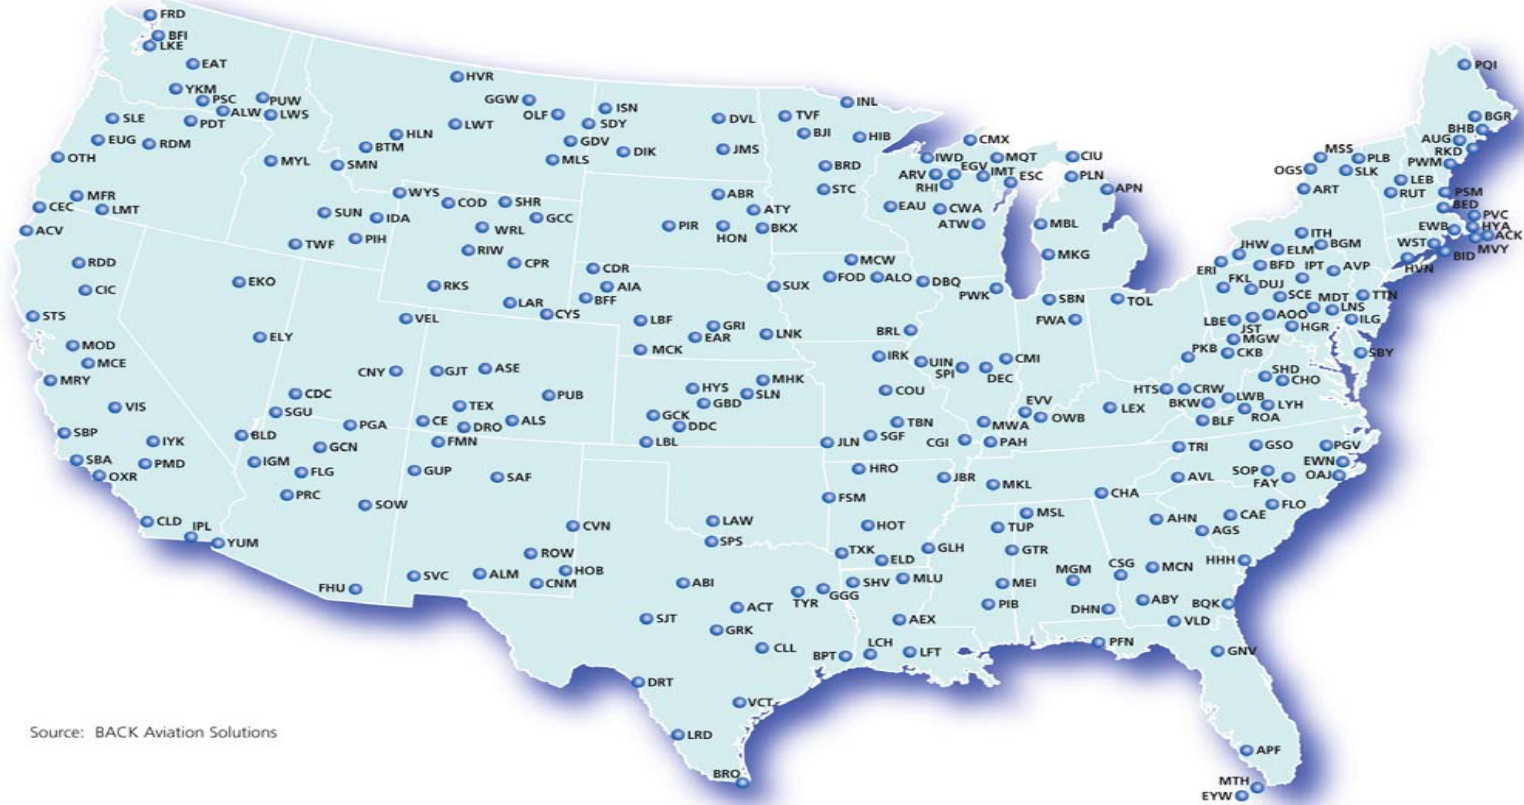 FRD
BFI
LKE
EAT
HVR
PQI
YKM
PSC
PUW
GGW
ISN
INL
ALW
LWS
OLF
SDY
DVL
TVF
BGR
SLE
PDT
LWT
BJI
HIB
BHB
EUG
RDM
HLN
GDV
CMX
AUG
BTM
DIK
JMS
RKD
OTH
MYL
SMN
MLS
BRD
IWD
MQT
CIU
MSS
PLB
PWM
ARV
EGV
IMT
ESC
PLN
OGS
SLK
LEB
RHI
MFR
WYS
COD
SHR
ABR
STC
APN
ART
RUT
PSM
CEC
LMT
SUN
IDA
GCC
ATY
EAU
CWA
BED
PVC
ACV
WRL
PIR
HON
BKX
ATW
MBL
ITH
EWB
HYA
ACK
TWF
PIH
RIW
JHW
ELM
BGM
WST
MVY
RDD
CPR
CDR
MCW
MKG
ERI
BFD
IPT
AVP
HVN
BID
CIC
EKO
RKS
AIA
SUX
FOD
ALO
DBQ
PWK
FKL
DUJ
BFF
SBN
TOL
SCE
MDT
TTN
LAR
CYS
STS
VEL
LBF
GRI
FWA
LBE
JST
AOO
LNS
ILG
HGR
ELY
EAR
LNK
BRL
MGW
MOD
MCK
PKB
CKB
SBY
MCE
IRK
UIN
CMI
MRY
CNY
GJT
ASE
SPI
DEC
SHD
CHO
HYS
MHK
COU
HTS
CRW
VIS
CDC
PUB
SLN
GBD
LWB
BKW
LYH
SGU
TEX
GCK
EVV
OWB
LEX
ROA
PGA
CE
DRO
ALS
DDC
TBN
MWA
BLF
SBP
IYK
BLD
GCN
FMN
LBL
JLN
SGF
CGI
PAH
TRI
GSO
PGV
SBA
PMD
IGM
FLG
GUP
SAF
HRO
JBR
MKL
EWN
OXR
SOP
FAY
OAJ
AVL
PRC
SOW
FSM
CHA
FLO
CLD
IPL
CVN
LAW
HOT
MSL
TUP
AHN
CAE
AGS
YUM
SPS
ROW
TXK
ELD
GLH
GTR
HHH
FHU
SVC
ALM
HOB
CNM
ABI
TYR
GGG
SHV
MLU
MEI
MGM
CSG
MCN
SJT
ACT
AEX
PIB
DHN
ABY
BQK
GRK
VLD
CLL
BPT
LCH
LFT
PFN
GNV
DRT
VCT
LRD
Source: BACK Aviation Solutions
BRO
APF
MTH
EYW